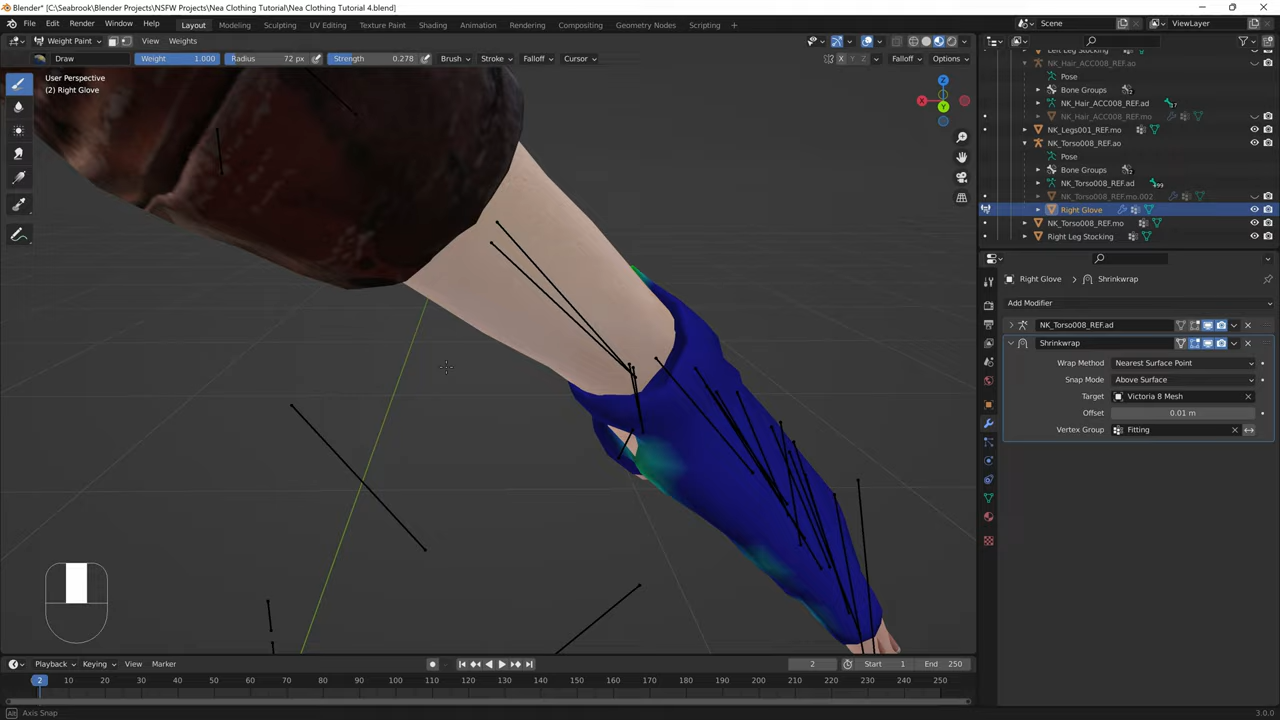 Blender* [C:\Seabrook\Blender Projects\NSFW Projects\Nea Clothing Tutorial\Nea Clothing Tutorial 4.blend]
File Edit Render Window Help Layout Modeling Sculpting UV Editing Texture Paint Shading Animation Rendering Compositing Geometry Nodes Scripting Scene ViewLayer
Weight Paint View Weights
Draw Weight 1.000 Radius 72 px Strength 0.278 Brush Stroke Falloff Cursor X Y Z Falloff Options
User Perspective
(2) Right Glove
X
Y
Z
Left Leg Stocking
NK_Hair_ACC008_REF.ao
Pose
Bone Groups
NK_Hair_ACC008_REF.ad
NK_Hair_ACC008_REF.mo
NK_Legs001_REF.mo
NK_Torso008_REF.ao
Pose
Bone Groups
NK_Torso008_REF.ad
NK_Torso008_REF.mo.002
Right Glove
NK_Torso008_REF.mo
Right Leg Stocking
Right Glove > Shrinkwrap
Add Modifier
NK_Torso008_REF.ad
Shrinkwrap
Wrap Method Nearest Surface Point
Snap Mode Above Surface
Target Victoria 8 Mesh
Offset 0.01 m
Vertex Group Fitting
Playback Keying View Marker 2 Start 1 End 250
2 10 20 30 40 50 60 70 80 90 100 110 120 130 140 150 160 170 180 190 200 210 220 230 240 250
Alt Axis Snap 3.0.0